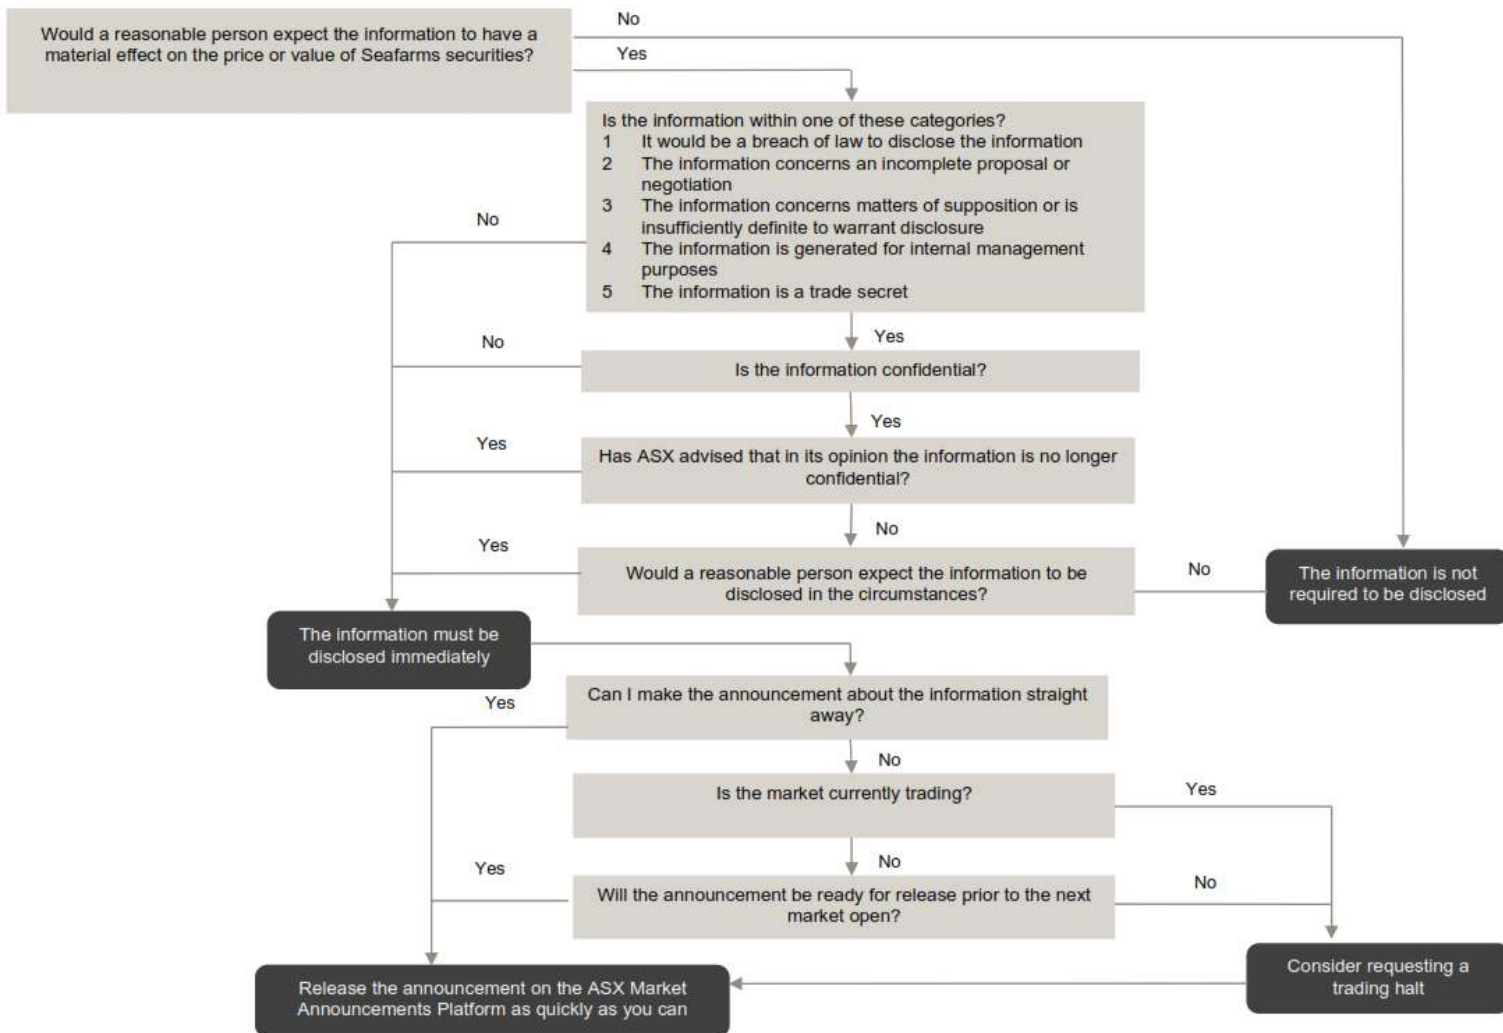 No
Would a reasonable person expect the information to have a
material effect on the price or value of Seafarms securities?
Yes
Is the information within one of these categories?
1 It would be a breach of law to disclose the information
2 The information concerns an incomplete proposal or
negotiation
3 The information concerns matters of supposition or is
insufficiently definite to warrant disclosure
No
4 The information is generated for internal management
purposes
5 The information is a trade secret
Yes
No
Is the information confidential?
Yes
Yes
Has ASX advised that in its opinion the information is no longer
confidential?
No
Yes
Would a reasonable person expect the information to be
disclosed in the circumstances?
No
The information is not
required to be disclosed
The information must be
disclosed immediately
Can I make the announcement about the information straight
away?
Yes
No
Is the market currently trading?
Yes
No
Yes
Will the announcement be ready for release prior to the next
market open?
No
Consider requesting a
trading halt
Release the announcement on the ASX Market
Announcements Platform as quickly as you can